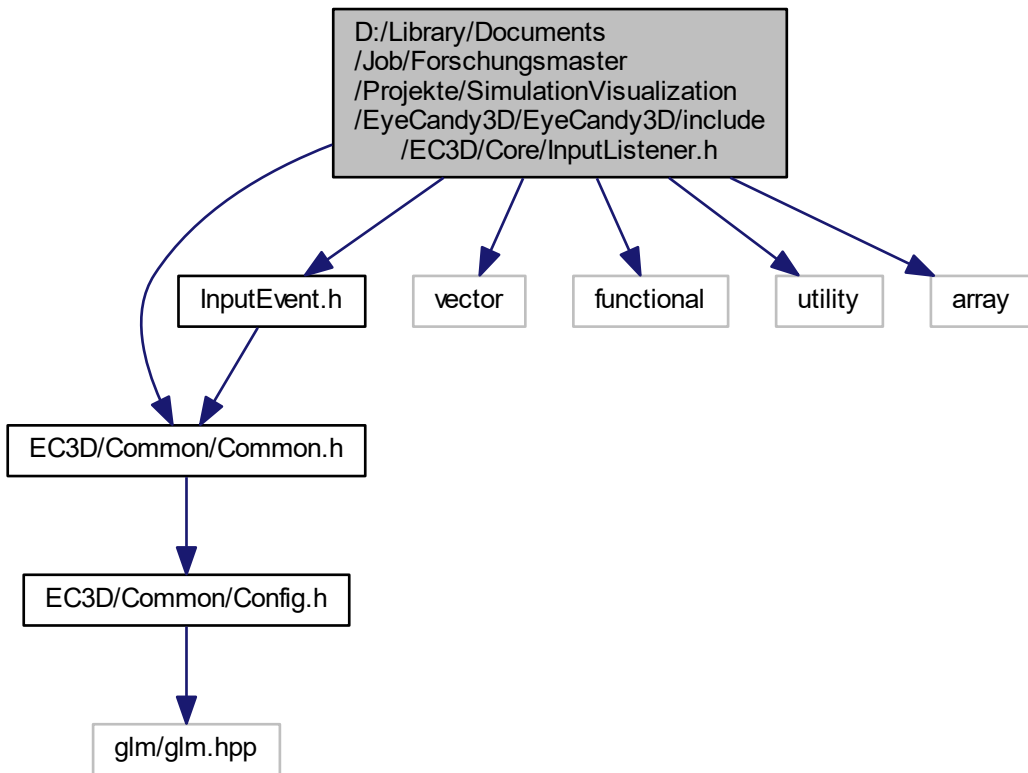 D:/Library/Documents
/Job/Forschungsmaster
/Projekte/SimulationVisualization
/EyeCandy3D/EyeCandy3D/include
/EC3D/Core/InputListener.h
InputEvent.h
vector
functional
utility
array
EC3D/Common/Common.h
EC3D/Common/Config.h
glm/glm.hpp